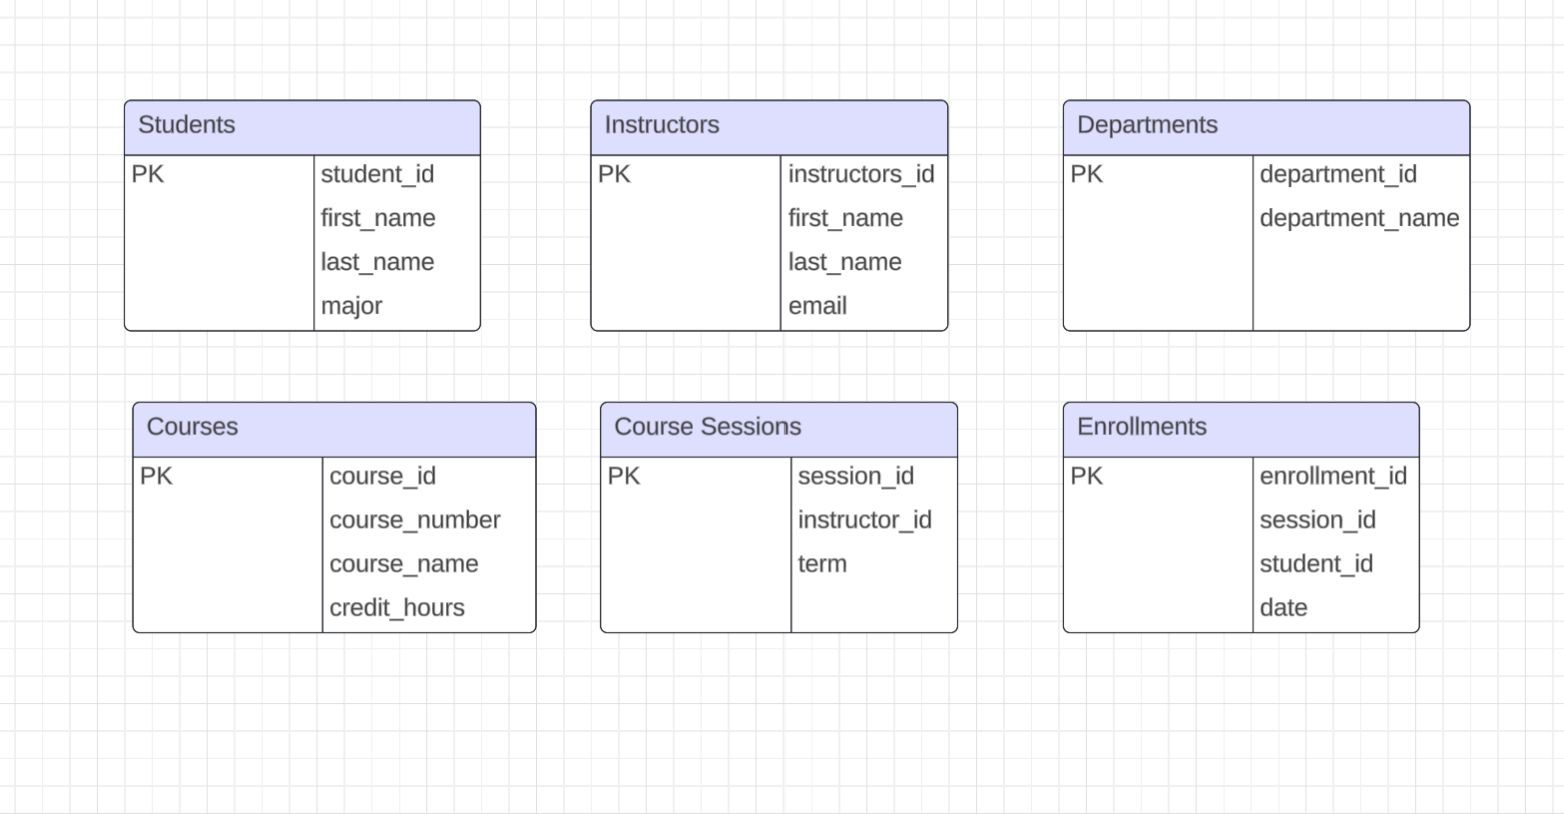 Students
PK student_id
first_name
last_name
major
Instructors
PK instructors_id
first_name
last_name
email
Departments
PK department_id
department_name
Courses
PK course_id
course_number
course_name
credit_hours
Course Sessions
PK session_id
instructor_id
term
Enrollments
PK enrollment_id
session_id
student_id
date